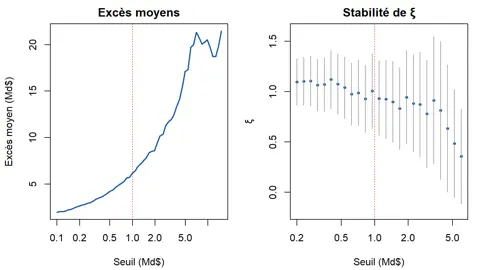 Excès moyens
Excès moyen (Md$)
20
15
10
5
0.1 0.2 0.5 1.0 2.0 5.0
Seuil (Md$)
Stabilité de ξ
ξ
1.5
1.0
0.5
0.0
0.2 0.5 1.0 2.0 5.0
Seuil (Md$)